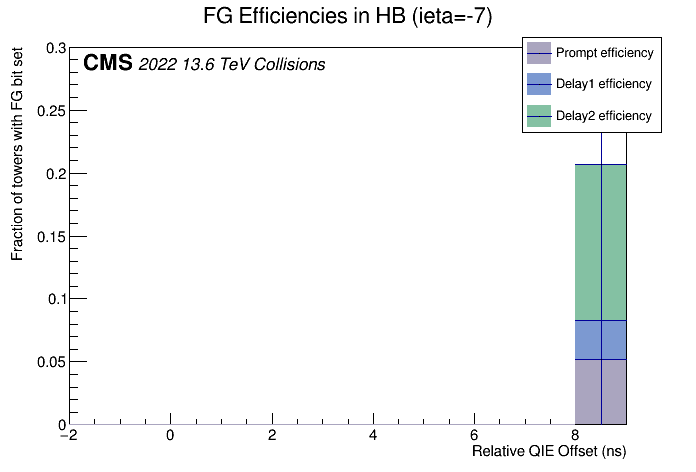 FG Efficiencies in HB (ieta=-7)
CMS 2022 13.6 TeV Collisions
Prompt efficiency
Delay1 efficiency
Delay2 efficiency
Fraction of towers with FG bit set
0.3
0.25
0.2
0.15
0.1
0.05
0
−2 0 2 4 6 8
Relative QIE Offset (ns)